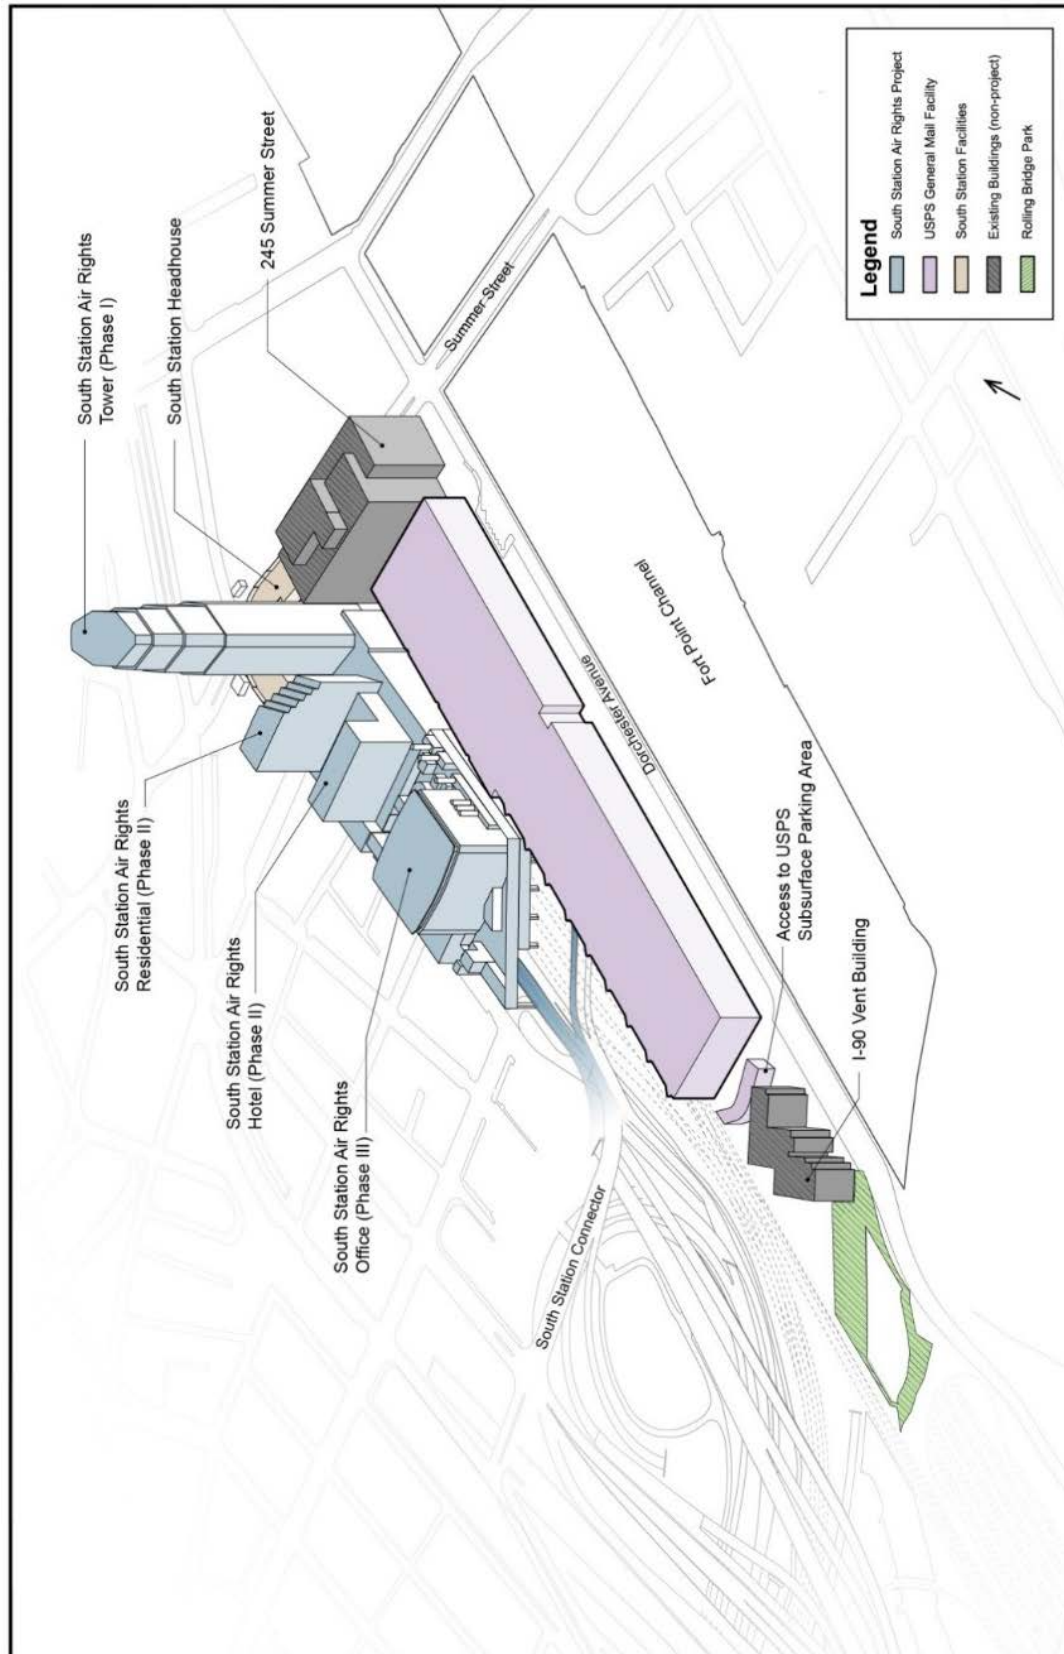 South Station Air Rights
Tower (Phase I)
South Station Headhouse
245 Summer Street
South Station Air Rights
Residential (Phase II)
South Station Air Rights
Hotel (Phase II)
South Station Air Rights
Office (Phase III)
South Station Connector
Summer Street
Dorchester Avenue
Fort Point Channel
Access to USPS
Subsurface Parking Area
I-90 Vent Building
Legend
South Station Air Rights Project
USPS General Mail Facility
South Station Facilities
Existing Buildings (non-project)
Rolling Bridge Park